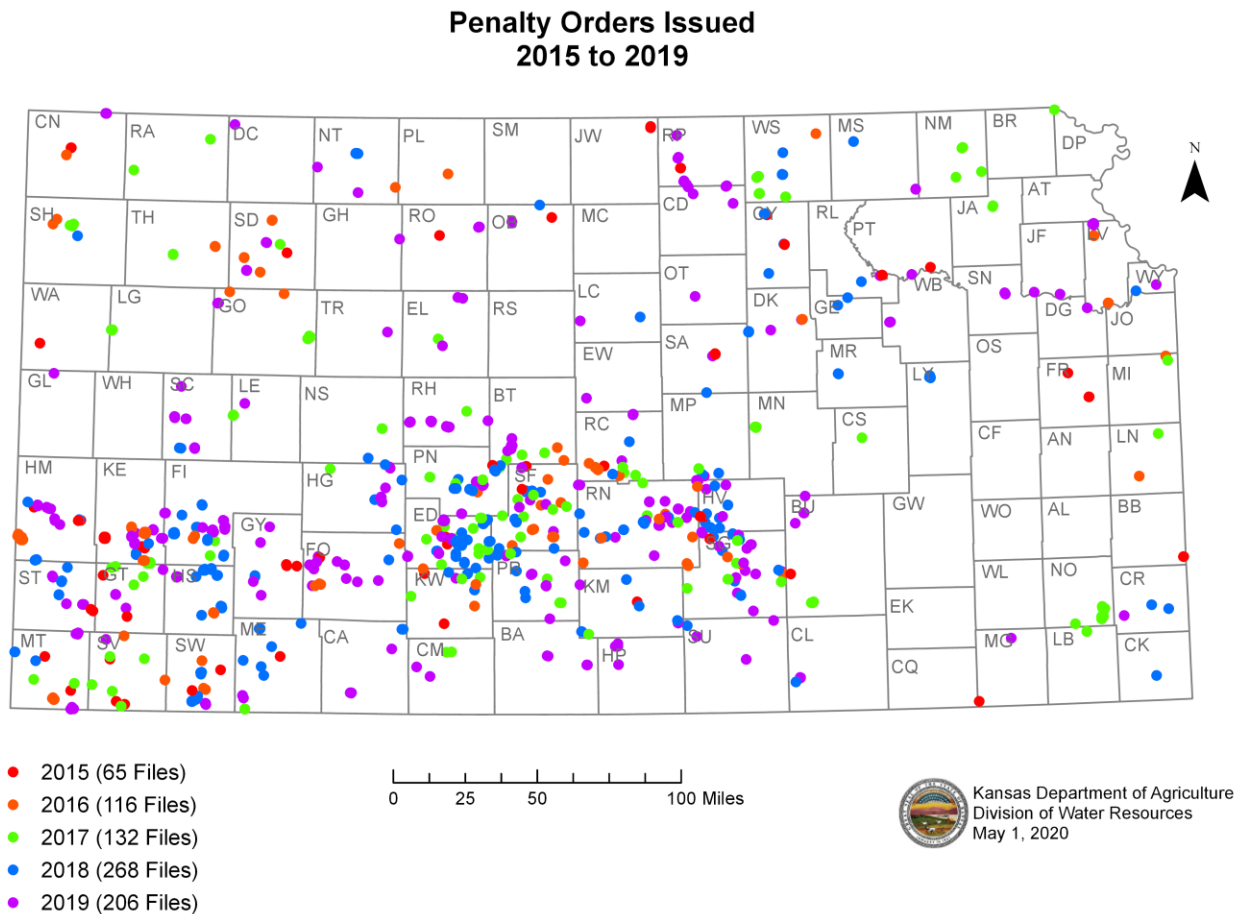 Penalty Orders Issued
2015 to 2019
CN
RA
DC
NT
PL
SM
JW
RP
WS
MS
NM
BR
DP
N
SH
TH
SD
GH
RO
OB
MC
CD
CY
RL
PT
JA
AT
JF
LV
WA
LG
GO
TR
EL
RS
LC
OT
DK
GE
WB
SN
DG
WY
JO
GL
WH
SC
LE
NS
RH
BT
EW
SA
MR
LY
OS
FR
MI
HM
KE
FI
HG
PN
SF
RC
MP
MN
CS
CF
AN
LN
ST
GT
HS
GY
FO
ED
KW
PR
RN
KM
HV
SG
BU
GW
EK
WO
WL
AL
NO
BB
CR
MT
SV
SW
ME
CA
CM
BA
HP
SU
CL
CQ
MG
LB
CK
2015 (65 Files)
2016 (116 Files)
2017 (132 Files)
2018 (268 Files)
2019 (206 Files)
0 25 50 100 Miles
Kansas Department of Agriculture
Division of Water Resources
May 1, 2020